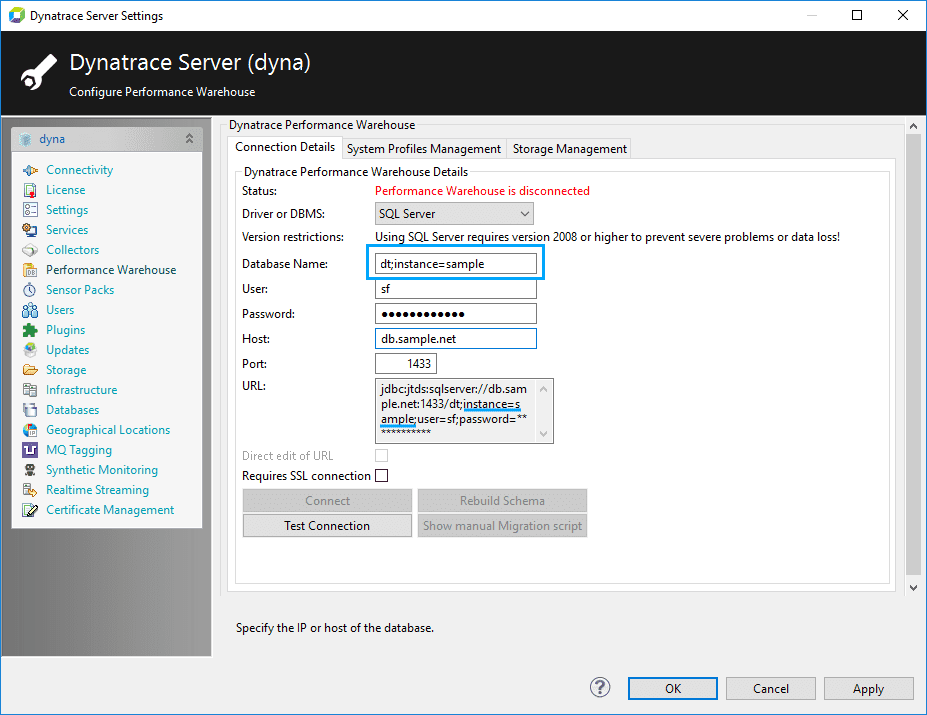 Dynatrace Server Settings
Dynatrace Server (dyna)
Configure Performance Warehouse
dyna
Connectivity
License
Settings
Services
Collectors
Performance Warehouse
Sensor Packs
Users
Plugins
Updates
Storage
Infrastructure
Databases
Geographical Locations
MQ Tagging
Synthetic Monitoring
Realtime Streaming
Certificate Management
Dynatrace Performance Warehouse
Connection Details System Profiles Management Storage Management
Dynatrace Performance Warehouse Details
Status: Performance Warehouse is disconnected
Driver or DBMS: SQL Server
Version restrictions: Using SQL Server requires version 2008 or higher to prevent severe problems or data loss!
Database Name: dt;instance=sample
User: sf
Password: ●●●●●●●●●●●●
Host: db.sample.net
Port: 1433
URL: jdbc:jtds:sqlserver://db.sam
ple.net:1433/dt;instance=s
ample;user=sf;password=**
**********
Direct edit of URL
Requires SSL connection
Connect Rebuild Schema
Test Connection Show manual Migration script
Specify the IP or host of the database.
? OK Cancel Apply